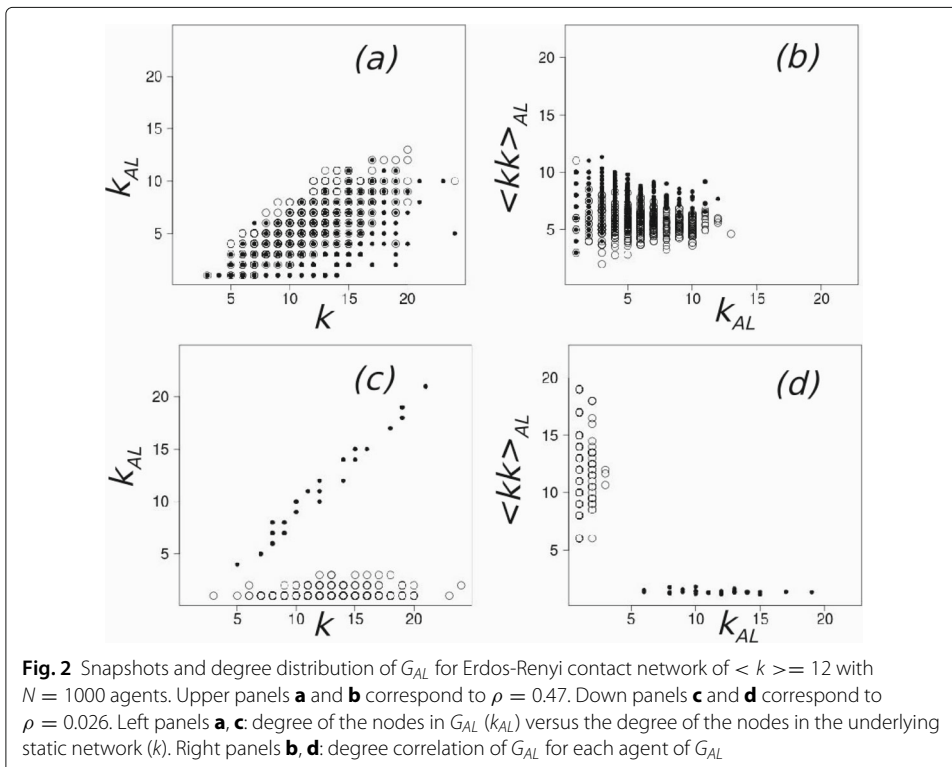 (a)
k_AL
20
15
10
5
5 10 15 20
k
(b)
<kk>_AL
20
15
10
5
5 10 15 20
k_AL
(c)
k_AL
20
15
10
5
5 10 15 20
k
(d)
<kk>_AL
20
15
10
5
5 10 15 20
k_AL
Fig. 2 Snapshots and degree distribution of G_AL for Erdos-Renyi contact network of < k >= 12 with
N = 1000 agents. Upper panels a and b correspond to ρ = 0.47. Down panels c and d correspond to
ρ = 0.026. Left panels a, c: degree of the nodes in G_AL (k_AL) versus the degree of the nodes in the underlying
static network (k). Right panels b, d: degree correlation of G_AL for each agent of G_AL